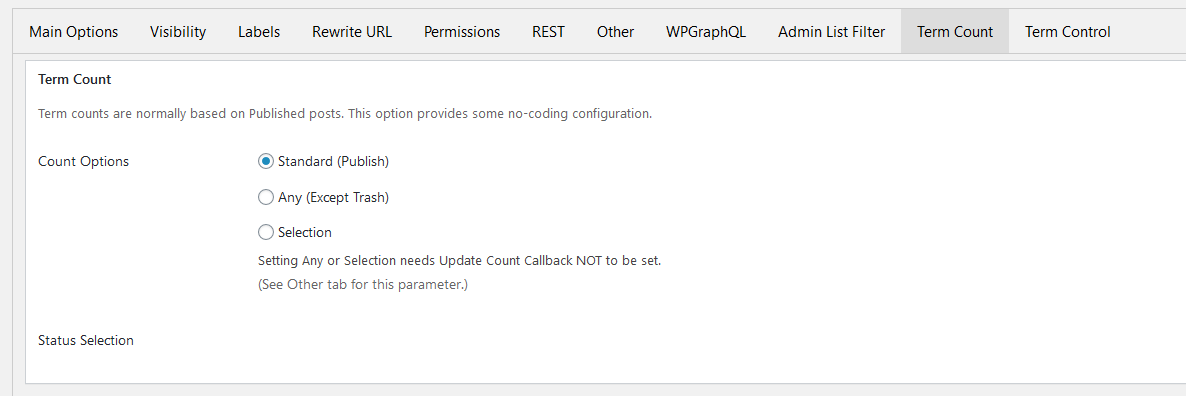 Main Options Visibility Labels Rewrite URL Permissions REST Other WPGraphQL Admin List Filter Term Count Term Control
Term Count
Term counts are normally based on Published posts. This option provides some no-coding configuration.
Count Options
Standard (Publish)
Any (Except Trash)
Selection
Setting Any or Selection needs Update Count Callback NOT to be set.
(See Other tab for this parameter.)
Status Selection